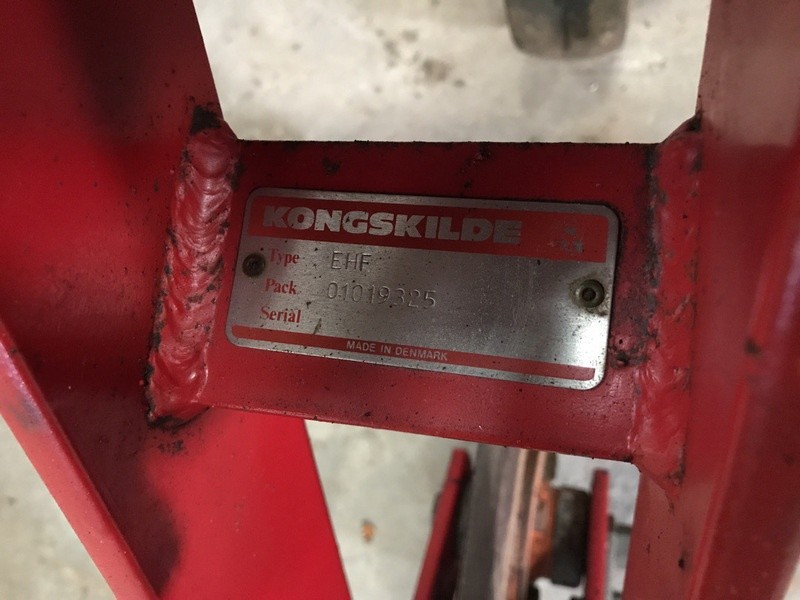 KONGSKILDE
Type EHF
Pack 01019325
Serial
MADE IN DENMARK